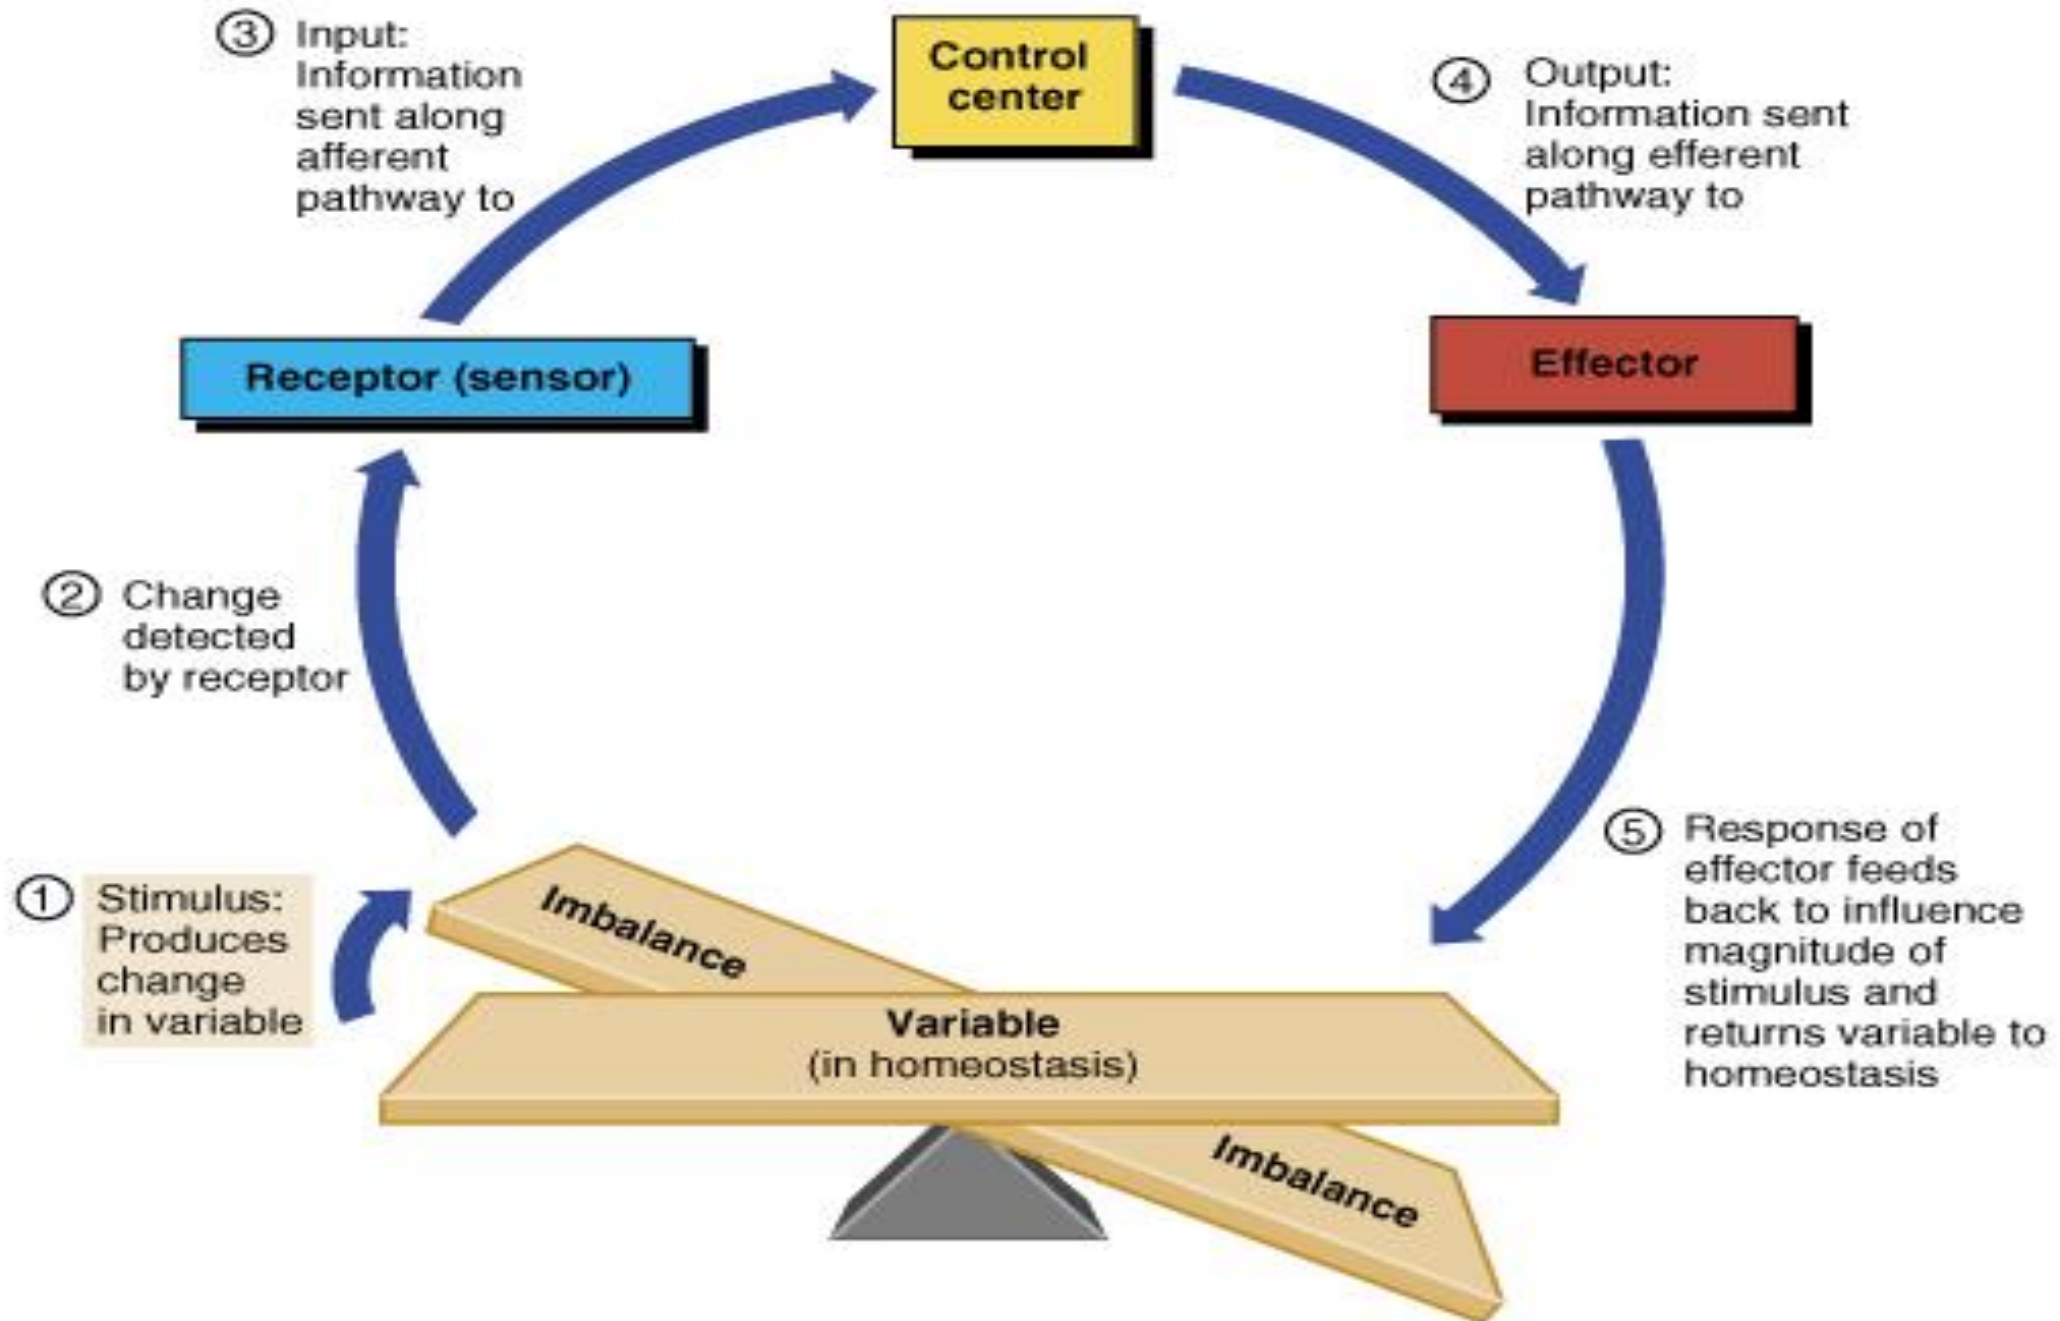 ③ Input:
Information
sent along
afferent
pathway to
Control
center
④ Output:
Information sent
along efferent
pathway to
Receptor (sensor)
Effector
② Change
detected
by receptor
① Stimulus:
Produces
change
in variable
Imbalance
Variable
(in homeostasis)
Imbalance
⑤ Response of
effector feeds
back to influence
magnitude of
stimulus and
returns variable to
homeostasis